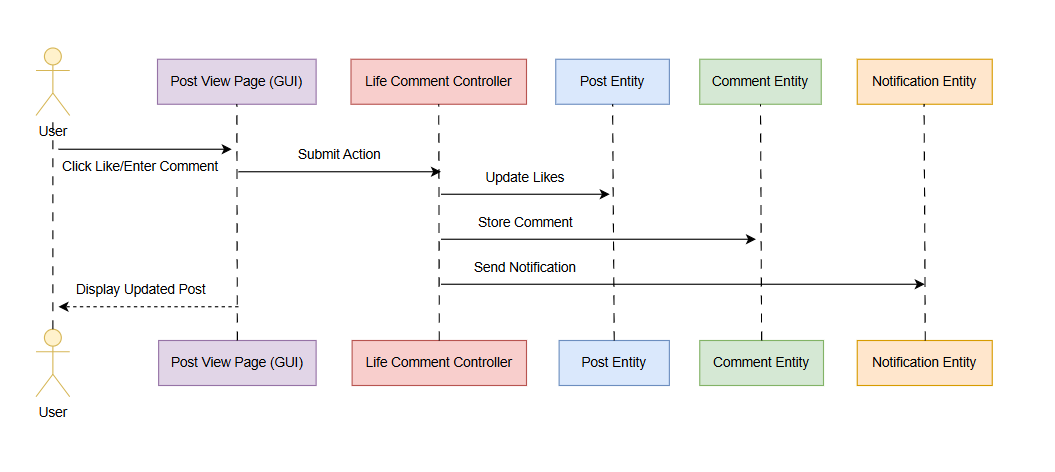 Post View Page (GUI)
Life Comment Controller
Post Entity
Comment Entity
Notification Entity
User
Click Like/Enter Comment
Submit Action
Update Likes
Store Comment
Send Notification
Display Updated Post
Post View Page (GUI)
Life Comment Controller
Post Entity
Comment Entity
Notification Entity
User